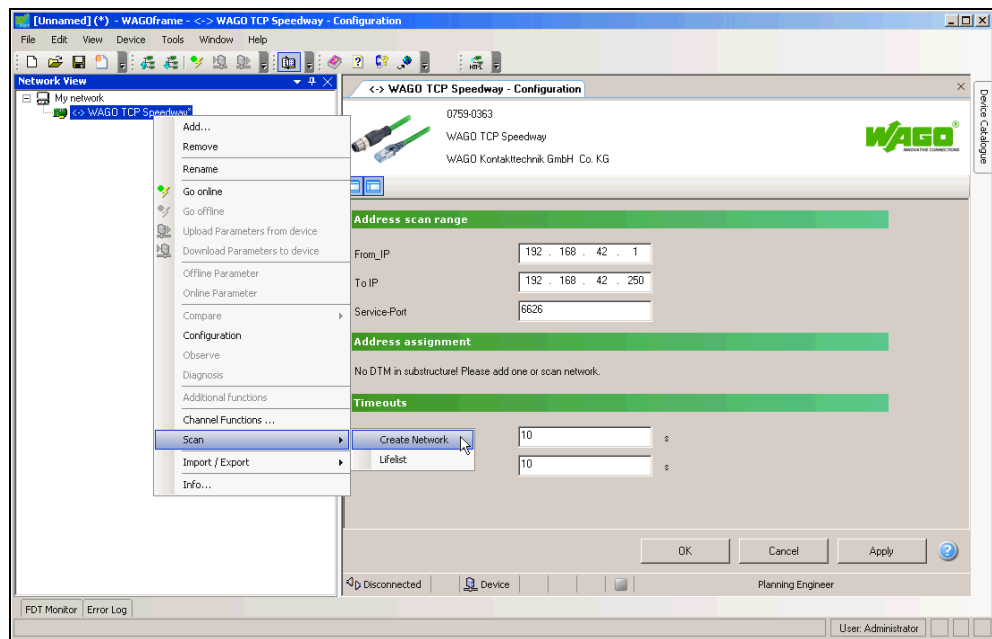 [Unnamed] (*) - WAGOframe - <-> WAGO TCP Speedway - Configuration
File Edit View Device Tools Window Help
Network View
My network
<-> WAGO TCP Speedway*
Add...
Remove
Rename
Go online
Go offline
Upload Parameters from device
Download Parameters to device
Offline Parameter
Online Parameter
Compare
Configuration
Observe
Diagnosis
Additional functions
Channel Functions ...
Scan
Import / Export
Info...
Create Network
Lifelist
<-> WAGO TCP Speedway - Configuration
0759-0363
WAGO TCP Speedway
WAGO Kontakttechnik GmbH Co. KG
WAGO®
INNOVATIVE CONNECTIONS
Device Catalogue
Address scan range
From_IP 192 . 168 . 42 . 1
To IP 192 . 168 . 42 . 250
Service-Port 6626
Address assignment
No DTM in substructure! Please add one or scan network.
Timeouts
10 s
10 s
OK Cancel Apply
Disconnected Device Planning Engineer
FDT Monitor Error Log
User: Administrator